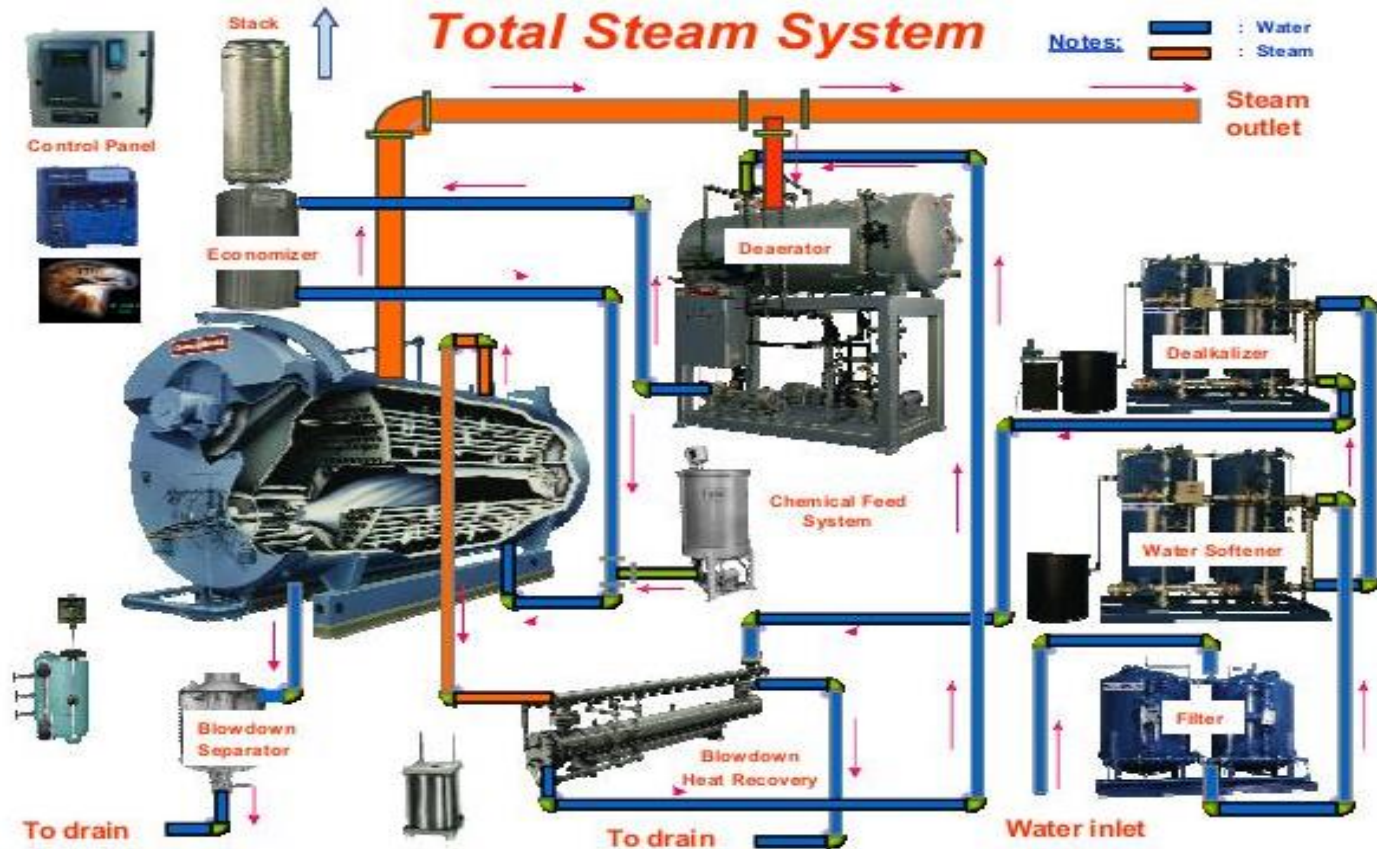 Stack
Total Steam System
Notes:
: Water
: Steam
Steam
outlet
Control Panel
Economizer
Deaerator
Dealkalizer
Chemical Feed
System
Water Softener
Blowdown
Separator
Filter
Blowdown
Heat Recovery
To drain
To drain
Water inlet